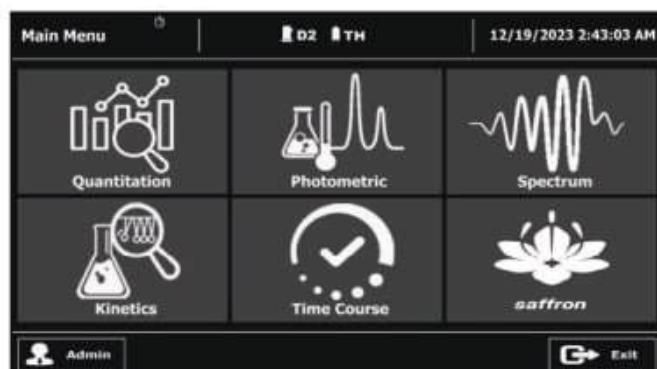 Main Menu
D2 TH
12/19/2023 2:43:03 AM
Quantitation
Photometric
Spectrum
Kinetics
Time Course
saffron
Admin
Exit